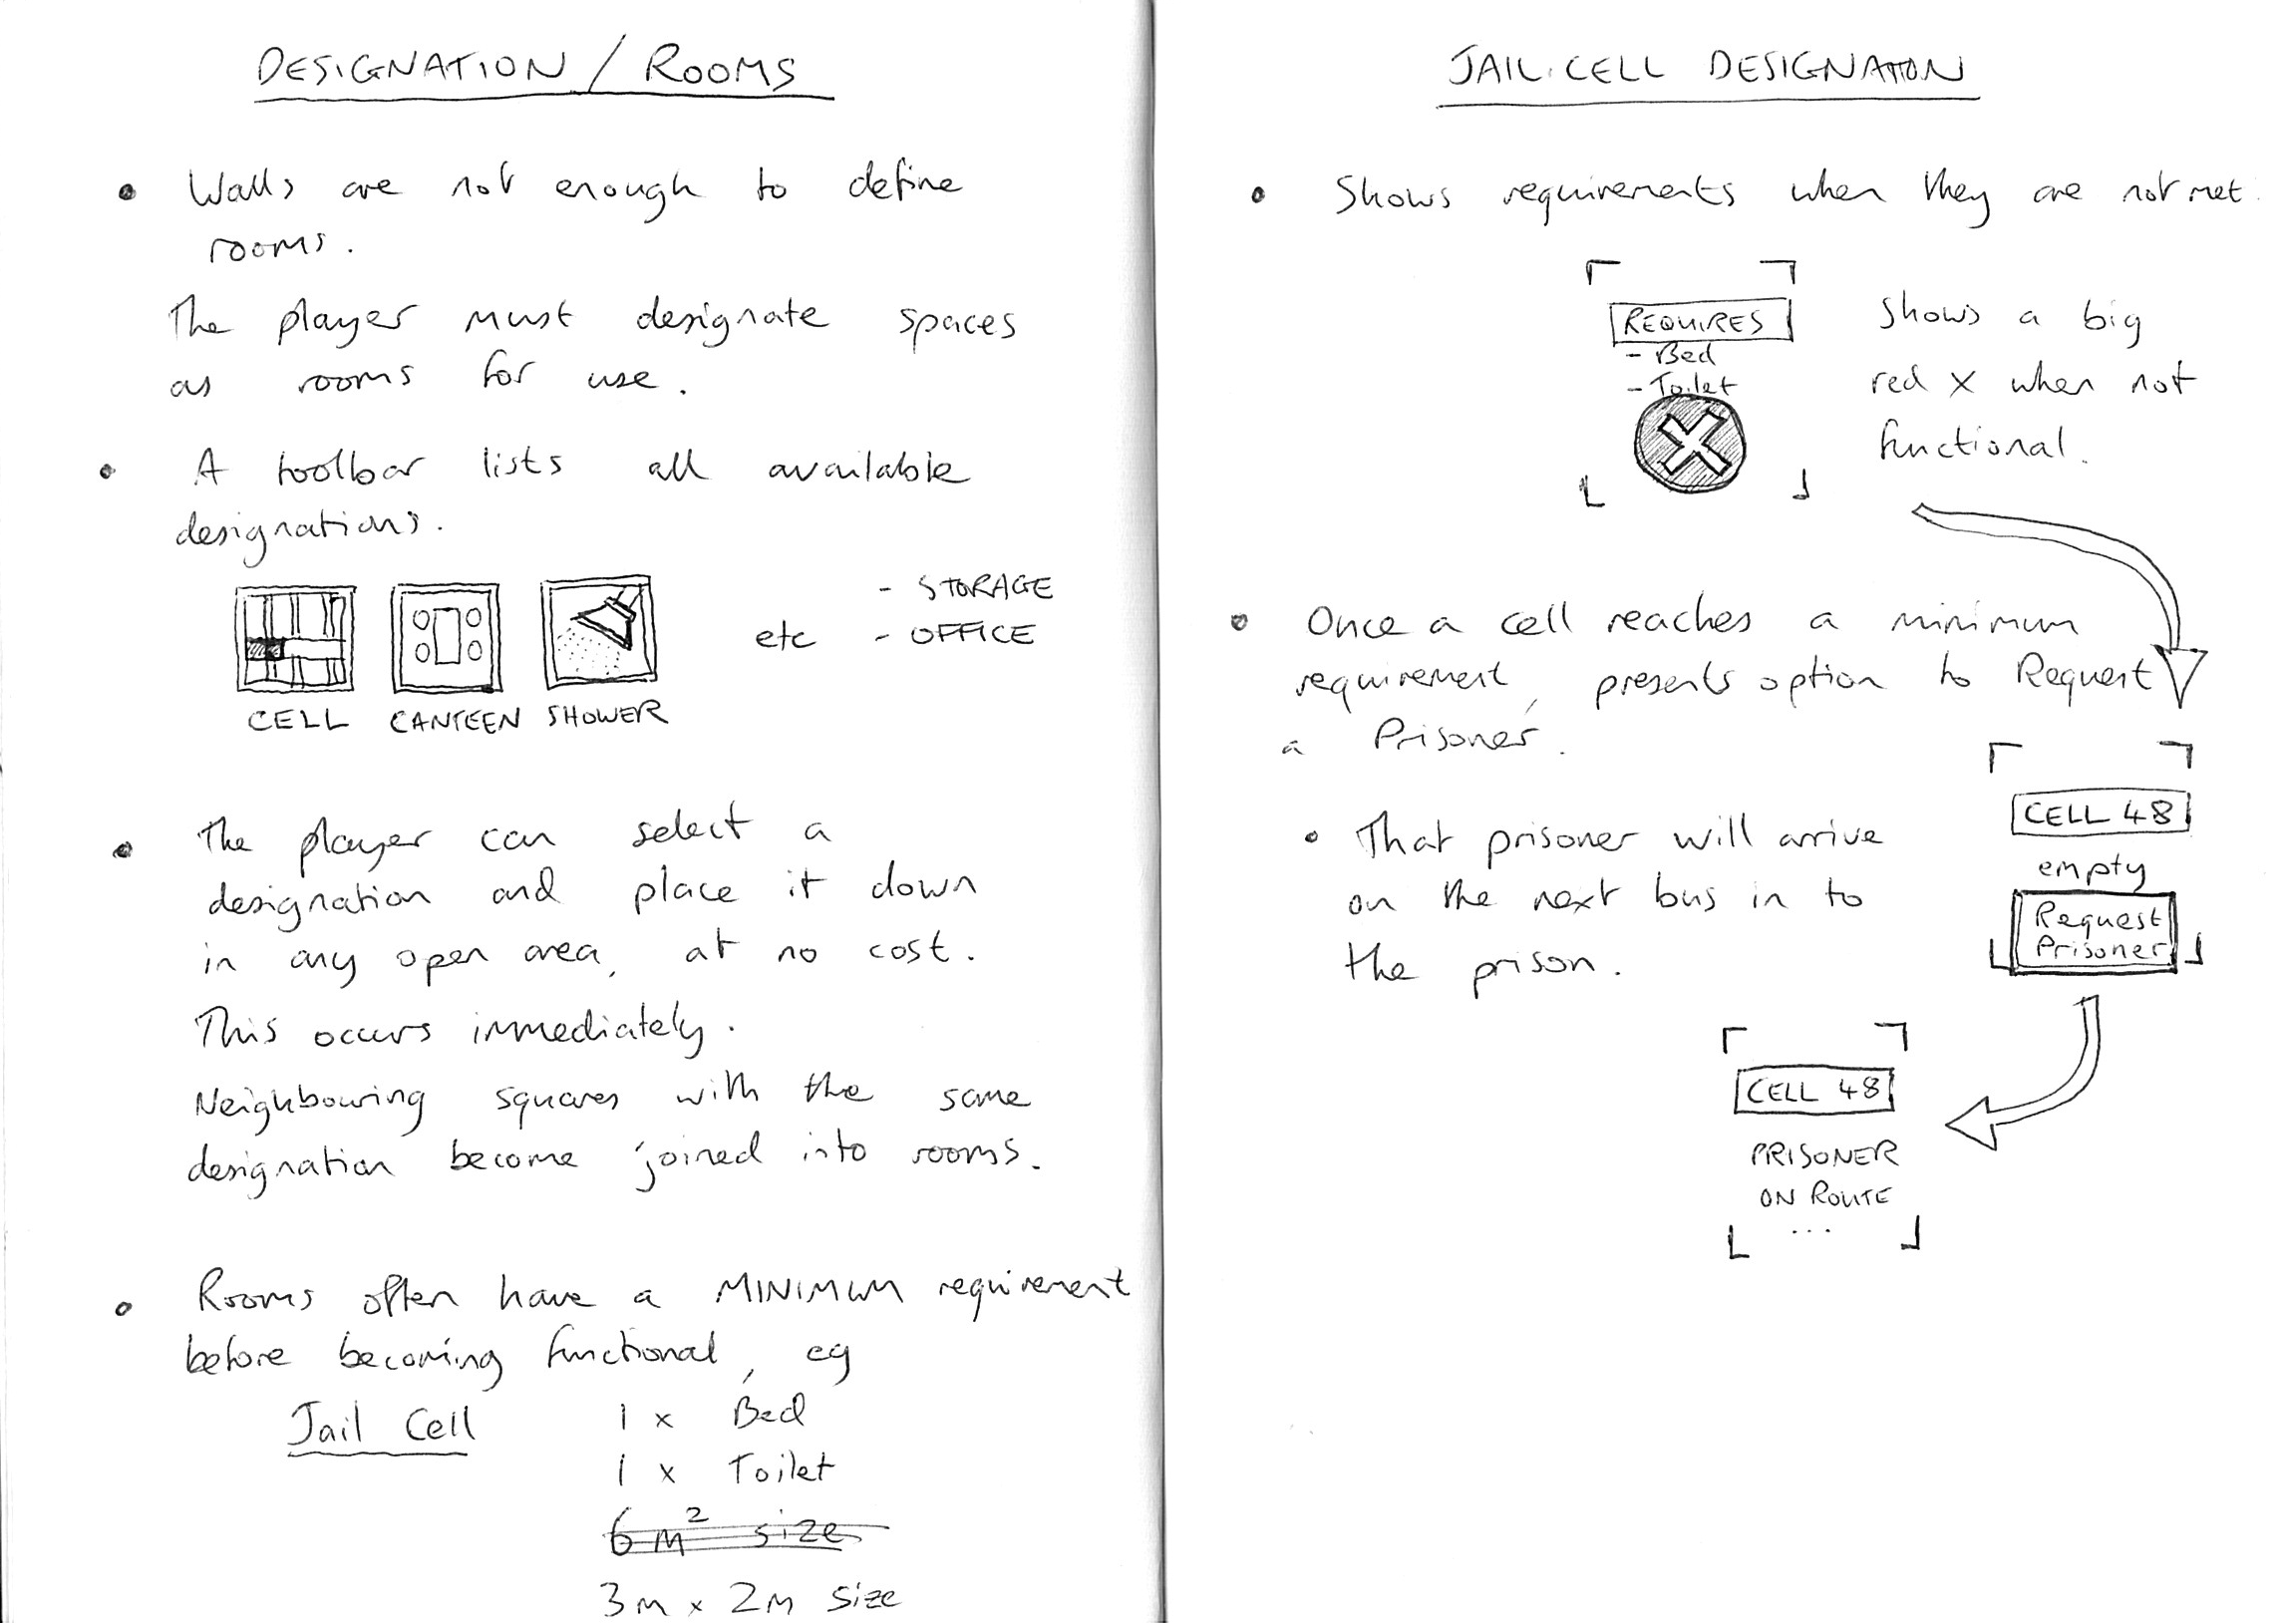 DESIGNATION / ROOMS
• Walls are not enough to define
rooms.
The player must designate spaces
as rooms for use.
• A toolbar lists all available
designations.
CELL CANTEEN SHOWER
etc
- STORAGE
- OFFICE
• The player can select a
designation and place it down
in any open area, at no cost.
This occurs immediately.
Neighbouring squares with the same
designation become joined into rooms.
• Rooms often have a MINIMUM requirement
before becoming functional, eg
Jail Cell
1 x Bed
1 x Toilet
6m² size
3m x 2m size
JAIL CELL DESIGNATION
• Shows requirements when they are not met.
REQUIRES
- Bed
- Toilet
Shows a big
red X when not
functional.
• Once a cell reaches a minimum
requirement, presents option to Request
a Prisoner.
• That prisoner will arrive
on the next bus in to
the prison.
CELL 48
empty
Request
Prisoner
CELL 48
PRISONER
ON ROUTE
...